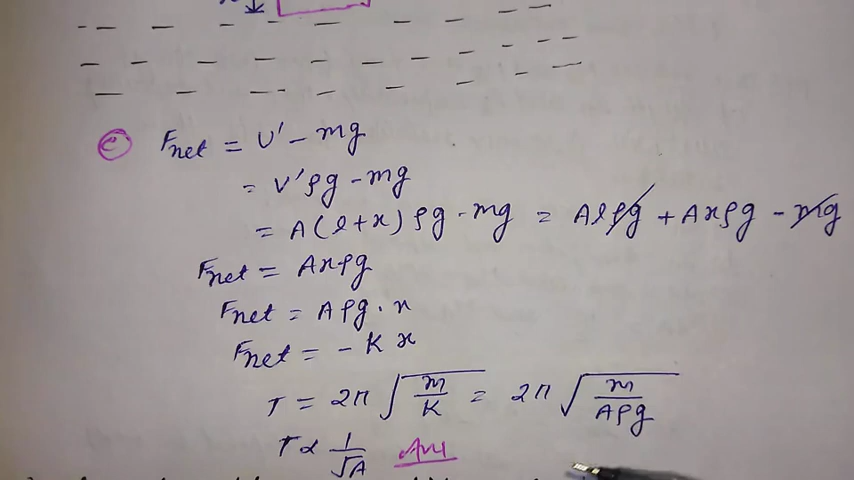 (C) Fnet = U' - mg
= V'ρg - mg
= A(l+x)ρg - mg = Alρg + Axρg - mg
Fnet = Axρg
Fnet = Aρg . x
Fnet = - K x
T = 2π √(m/K) = 2π √(m/Aρg)
T ∝ 1/√A Ans